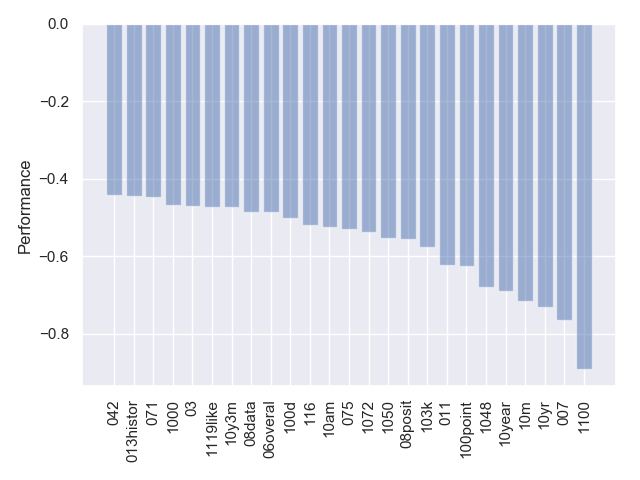 0.0
−0.2
−0.4
−0.6
−0.8
Performance
042
013histor
071
1000
03
1119like
10y3m
08data
06overal
100d
116
10am
075
1072
1050
08posit
103k
011
100point
1048
10year
10m
10yr
007
1100